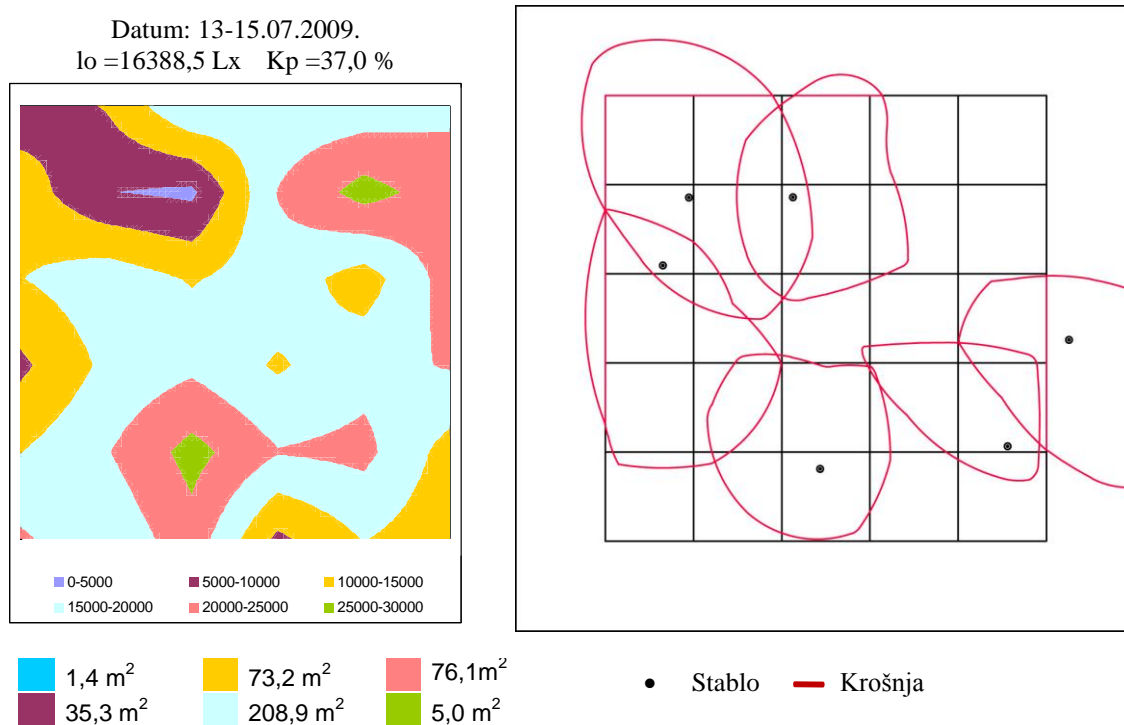 Datum: 13-15.07.2009.
lo =16388,5 Lx Kp =37,0 %
0-5000 5000-10000 10000-15000
15000-20000 20000-25000 25000-30000
1,4 m² 73,2 m² 76,1m²
35,3 m² 208,9 m² 5,0 m²
Stablo Krošnja